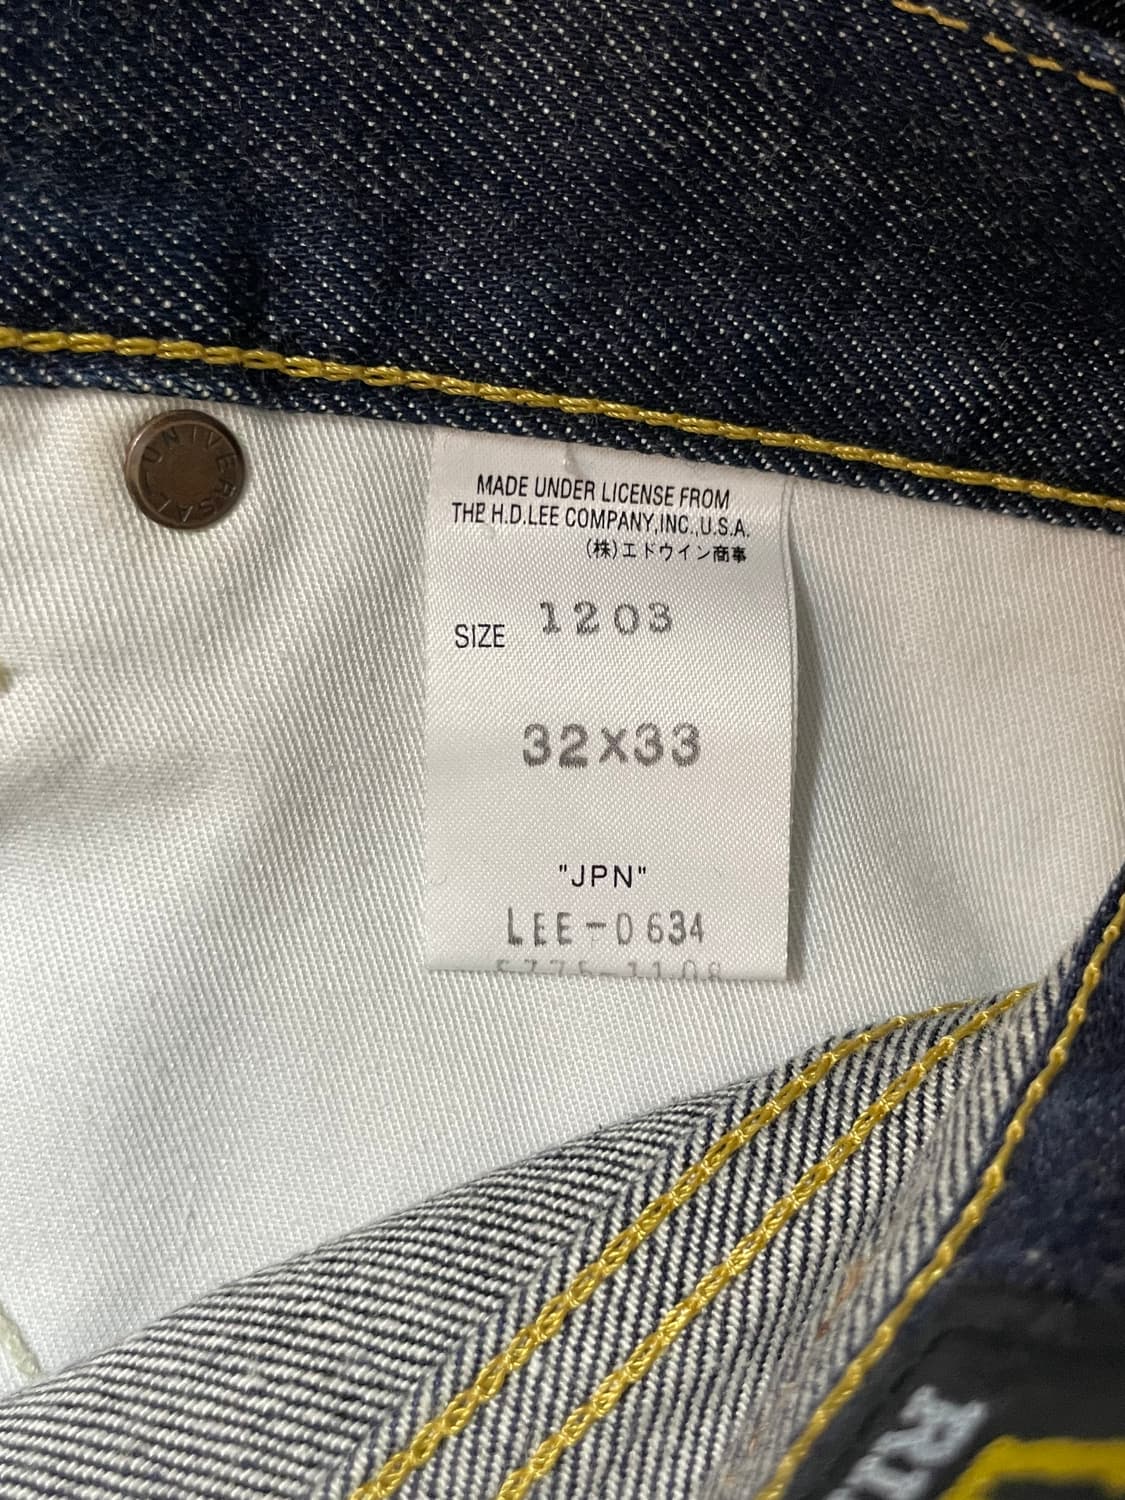 UNIVERSAL
MADE UNDER LICENSE FROM
THE H.D.LEE COMPANY,INC.,U.S.A.
(株)エドウイン商事
SIZE 1203
32X33
"JPN"
LEE-0634